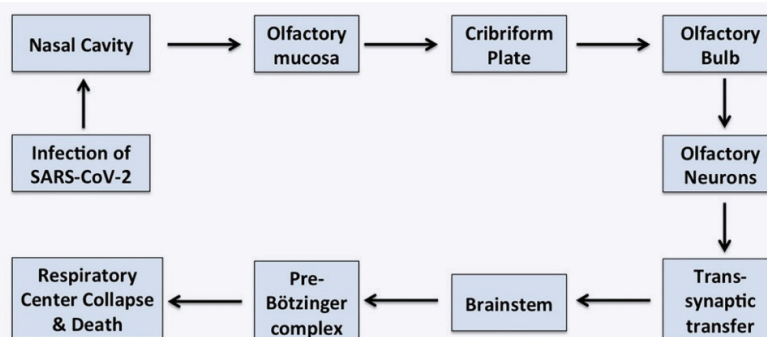 Nasal Cavity
Olfactory
mucosa
Cribriform
Plate
Olfactory
Bulb
Infection of
SARS-CoV-2
Olfactory
Neurons
Respiratory
Center Collapse
& Death
Pre-
Bötzinger
complex
Brainstem
Trans-
synaptic
transfer